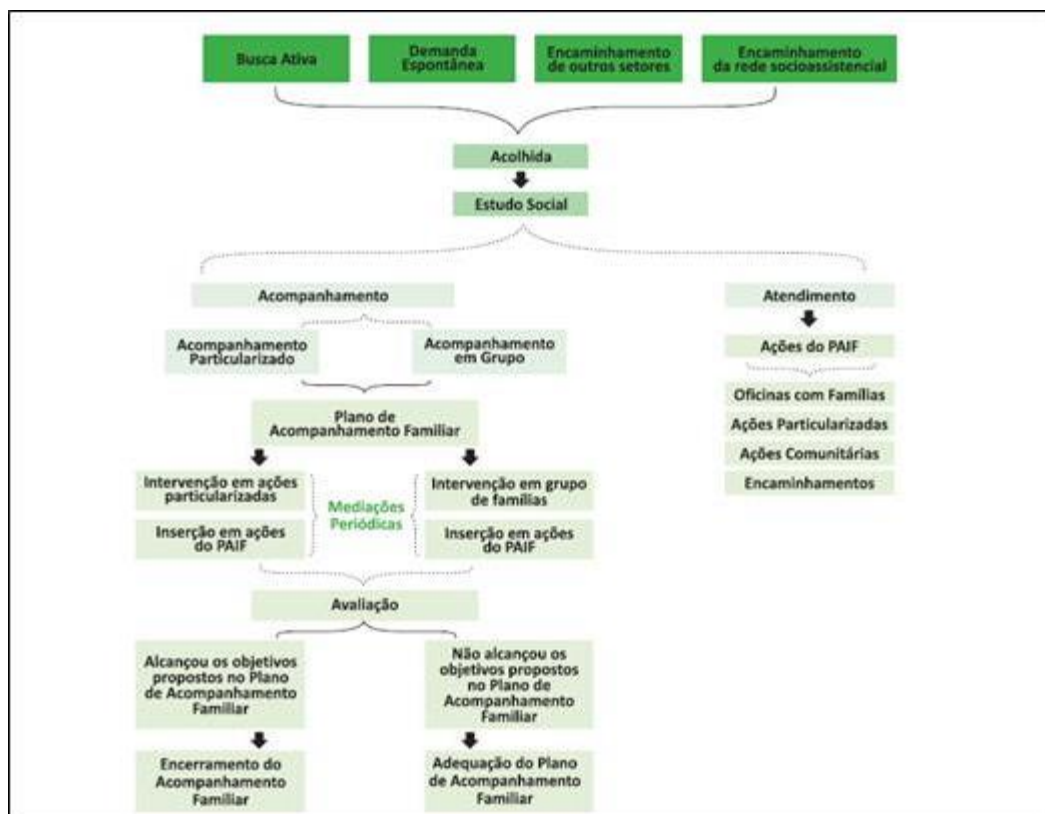 Busca Ativa
Demanda
Espontânea
Encaminhamento
de outros setores
Encaminhamento
da rede socioassistencial
Acolhida
Estudo Social
Acompanhamento
Acompanhamento
Particularizado
Acompanhamento
em Grupo
Plano de
Acompanhamento Familiar
Intervenção em ações
particularizadas
Inserção em ações
do PAIF
Mediações
Periódicas
Intervenção em grupo
de famílias
Inserção em ações
do PAIF
Avaliação
Alcançou os objetivos
propostos no Plano
de Acompanhamento
Familiar
Não alcançou os
objetivos propostos
no Plano de
Acompanhamento
Familiar
Encerramento do
Acompanhamento
Familiar
Adequação do Plano
de Acompanhamento
Familiar
Atendimento
Ações do PAIF
Oficinas com Famílias
Ações Particularizadas
Ações Comunitárias
Encaminhamentos